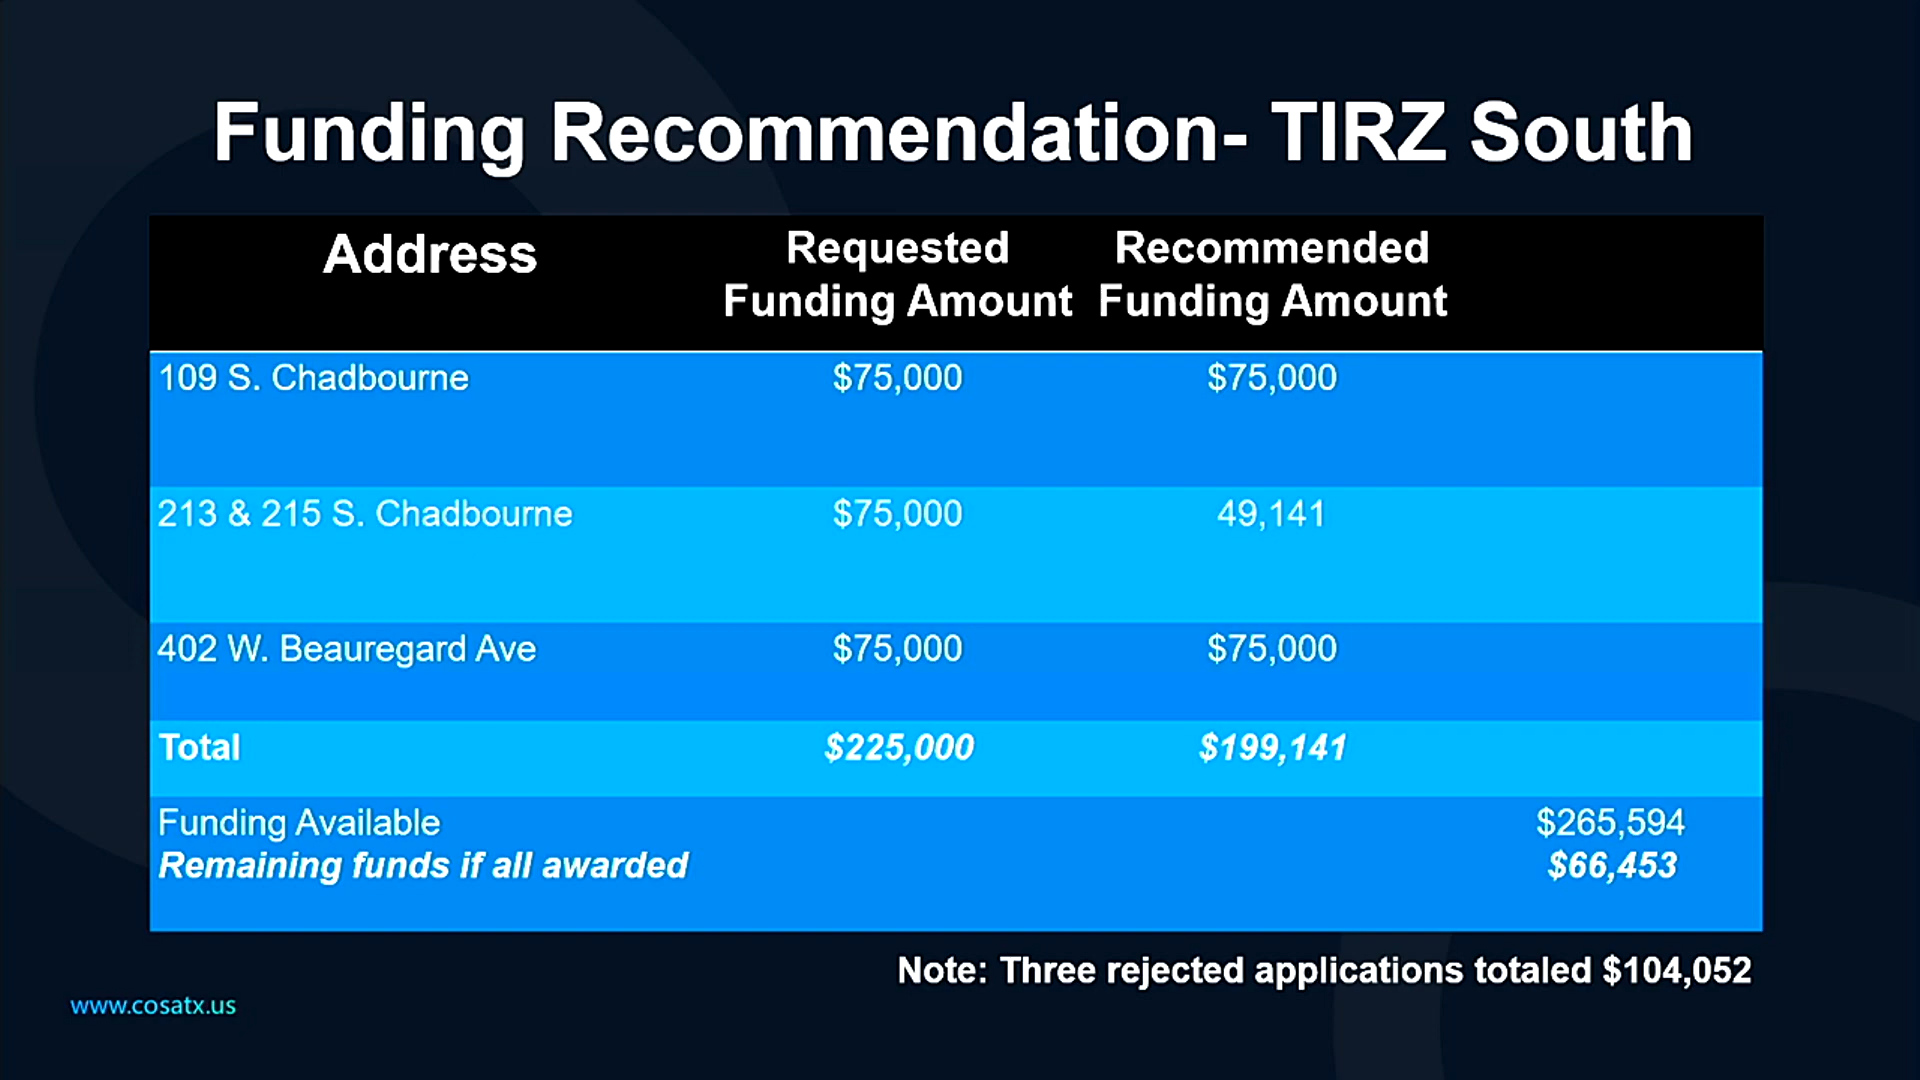 Funding Recommendation- TIRZ South
Address Requested Funding Amount Recommended Funding Amount
109 S. Chadbourne $75,000 $75,000
213 & 215 S. Chadbourne $75,000 49,141
402 W. Beauregard Ave $75,000 $75,000
Total $225,000 $199,141
Funding Available $265,594
Remaining funds if all awarded $66,453
Note: Three rejected applications totaled $104,052
www.cosatx.us